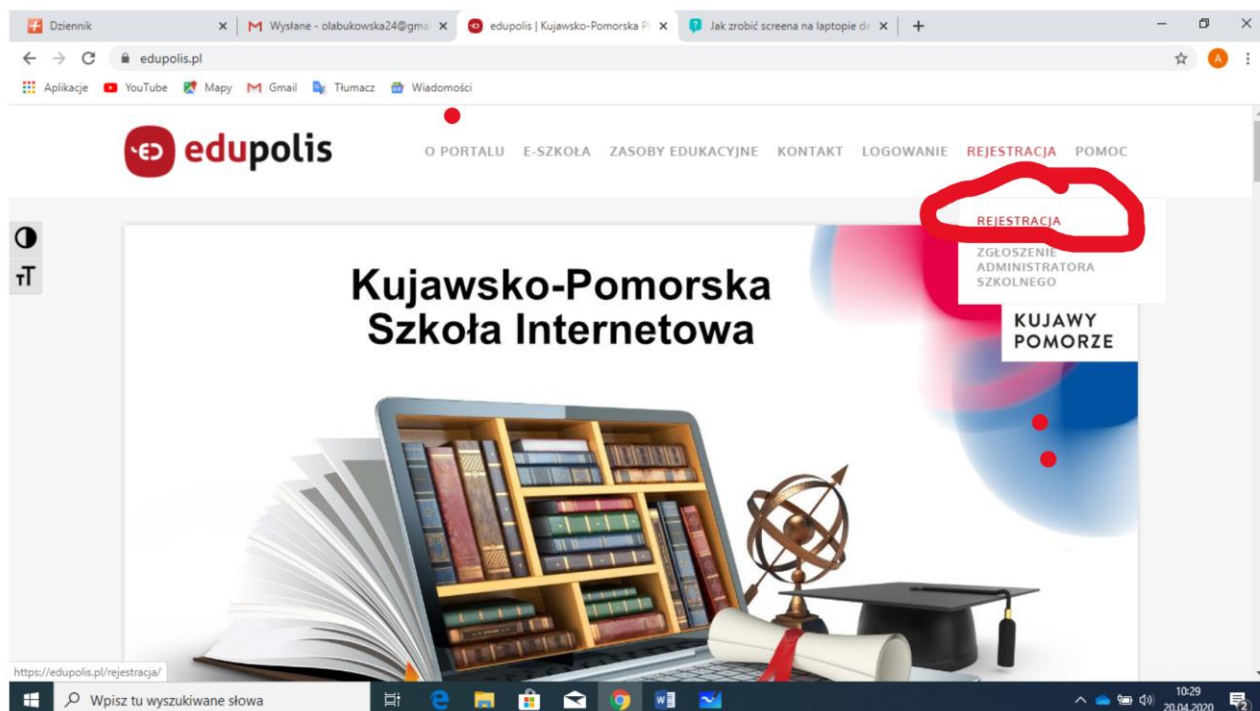 Dziennik
Wysłane - olabukowska24@gma
edupolis | Kujawsko-Pomorska Pl
Jak zrobić screena na laptopie de
edupolis.pl
A
Aplikacje
YouTube
Mapy
Gmail
Tłumacz
Wiadomości
edupolis
O PORTALU
E-SZKOŁA
ZASOBY EDUKACYJNE
KONTAKT
LOGOWANIE
REJESTRACJA
POMOC
REJESTRACJA
ZGŁOSZENIE
ADMINISTRATORA
SZKOLNEGO
Kujawsko-Pomorska
Szkoła Internetowa
KUJAWY
POMORZE
https://edupolis.pl/rejestracja/
Wpisz tu wyszukiwane słowa
10:29
20.04.2020
2